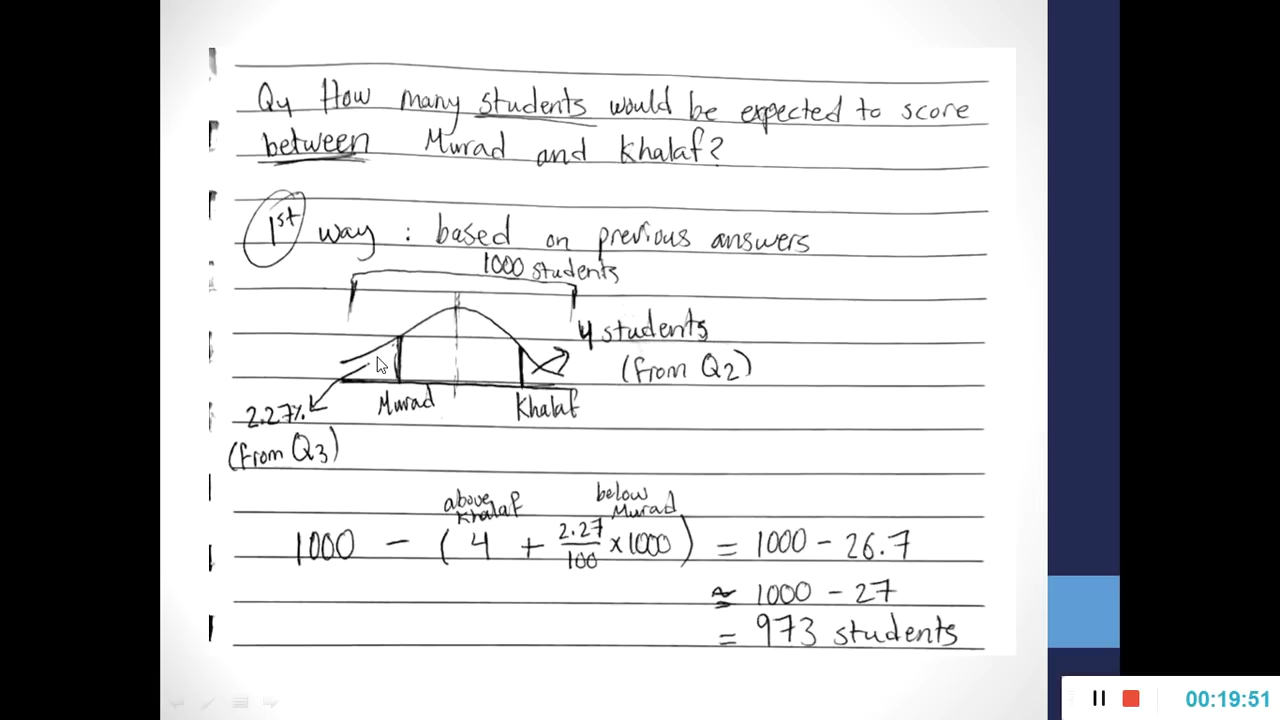 Q4 How many students would be expected to score
between Murad and Khalaf?
1st way : based on previous answers
1000 students
4 students
(from Q2)
Murad
Khalaf
2.27%
(from Q3)
above Khalaf
below Murad
1000 - ( 4 + 2.27/100 x 1000 ) = 1000 - 26.7
≈ 1000 - 27
= 973 students
00:19:51